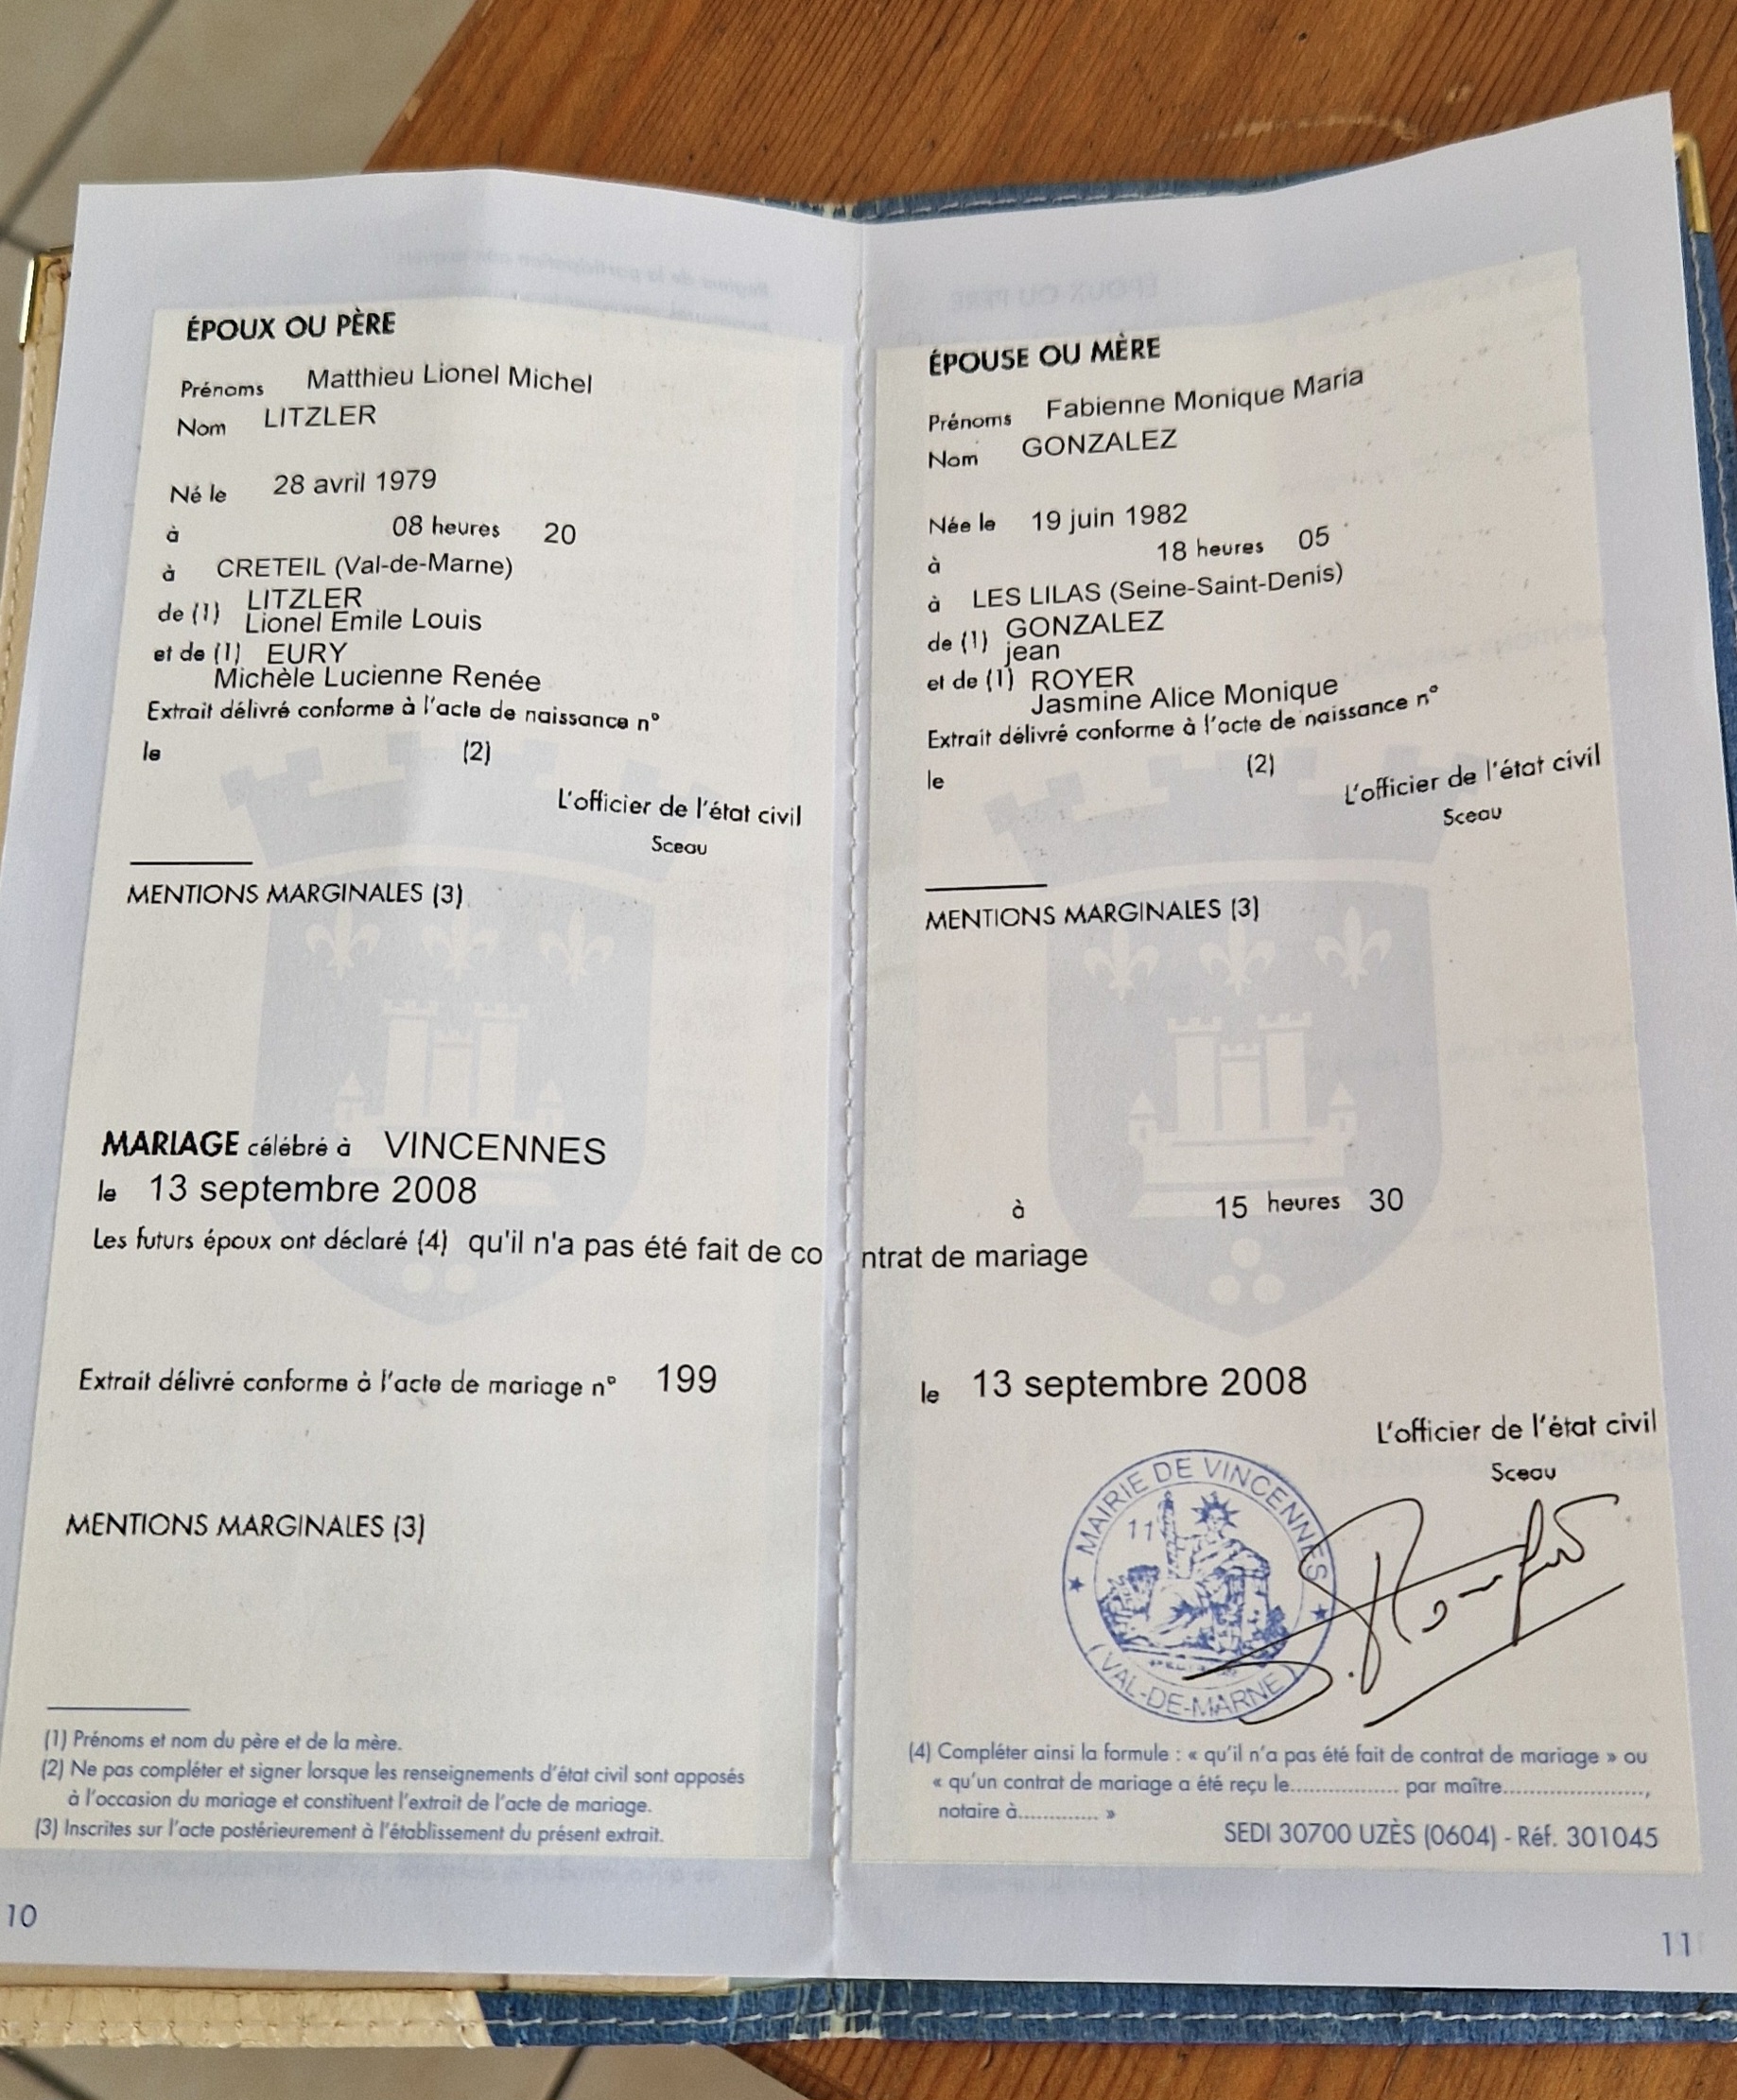 ÉPOUX OU PÈRE
Prénoms Matthieu Lionel Michel
Nom LITZLER
Né le 28 avril 1979
à 08 heures 20
à CRETEIL (Val-de-Marne)
de (1) LITZLER
Lionel Emile Louis
et de (1) EURY
Michèle Lucienne Renée
Extrait délivré conforme à l'acte de naissance n°
le (2)
L'officier de l'état civil
Sceau
MENTIONS MARGINALES (3)
MARIAGE célébré à VINCENNES
le 13 septembre 2008
Les futurs époux ont déclaré (4) qu'il n'a pas été fait de co
Extrait délivré conforme à l'acte de mariage n° 199
MENTIONS MARGINALES (3)
(1) Prénoms et nom du père et de la mère.
(2) Ne pas compléter et signer lorsque les renseignements d'état civil sont apposés
à l'occasion du mariage et constituent l'extrait de l'acte de mariage.
(3) Inscrites sur l'acte postérieurement à l'établissement du présent extrait.
10
ÉPOUSE OU MÈRE
Prénoms Fabienne Monique Maria
Nom GONZALEZ
Née le 19 juin 1982
à 18 heures 05
à LES LILAS (Seine-Saint-Denis)
de (1) GONZALEZ
jean
et de (1) ROYER
Jasmine Alice Monique
Extrait délivré conforme à l'acte de naissance n°
le (2)
L'officier de l'état civil
Sceau
MENTIONS MARGINALES (3)
à 15 heures 30
ntrat de mariage
le 13 septembre 2008
L'officier de l'état civil
Sceau
MAIRIE DE VINCENNES
11
(VAL-DE-MARNE)
(4) Compléter ainsi la formule : « qu'il n'a pas été fait de contrat de mariage » ou
« qu'un contrat de mariage a été reçu le................. par maître......................,
notaire à............. »
SEDI 30700 UZÈS (0604) - Réf. 301045
11